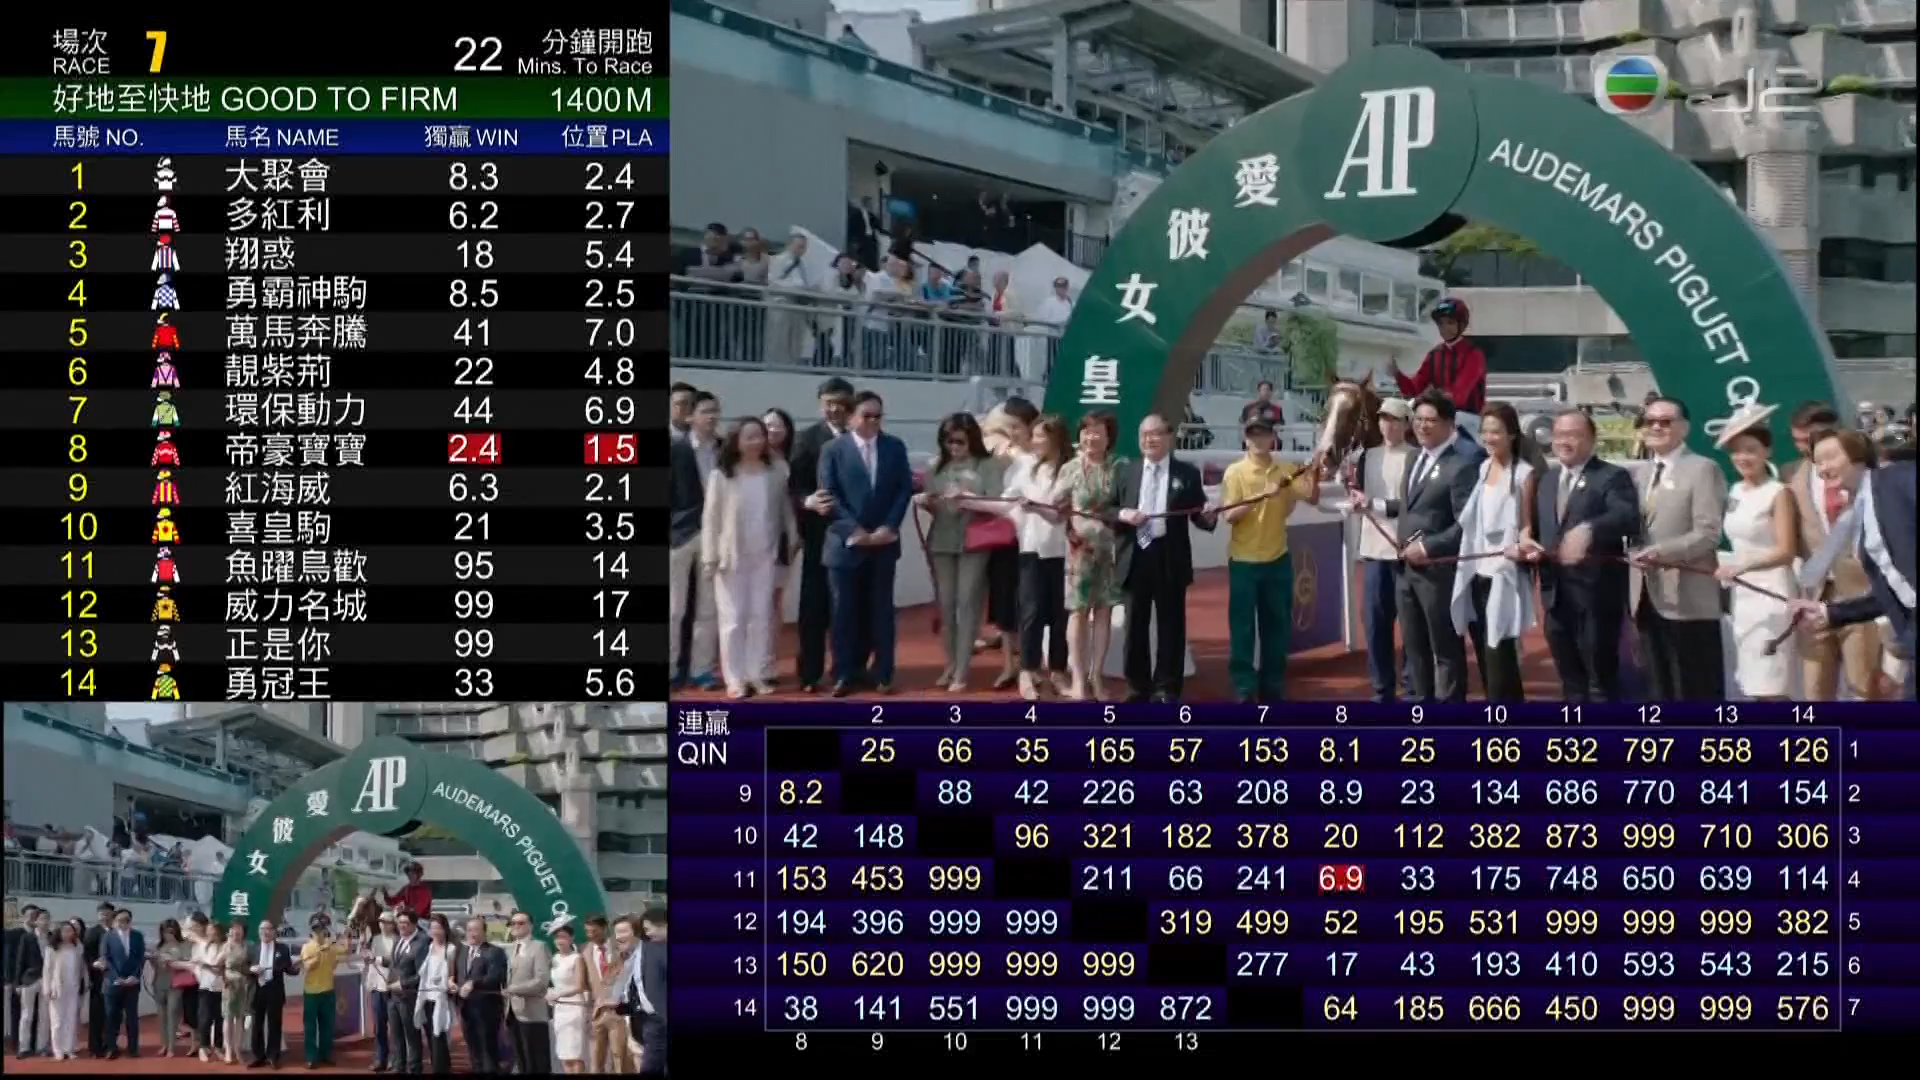 場次 7 22 分鐘開跑
RACE Mins. To Race
好地至快地 GOOD TO FIRM 1400M
馬號 NO. 馬名 NAME 獨贏 WIN 位置 PLA
1 大聚會 8.3 2.4
2 多紅利 6.2 2.7
3 翔惑 18 5.4
4 勇霸神駒 8.5 2.5
5 萬馬奔騰 41 7.0
6 靚紫荊 22 4.8
7 環保動力 44 6.9
8 帝豪寶寶 2.4 1.5
9 紅海威 6.3 2.1
10 喜皇駒 21 3.5
11 魚躍鳥歡 95 14
12 威力名城 99 17
13 正是你 99 14
14 勇冠王 33 5.6
J2
AP
皇女彼愛
AUDEMARS PIGUET Q
AP
皇女彼愛
AUDEMARS PIGUET Q
連贏 2 3 4 5 6 7 8 9 10 11 12 13 14
QIN 25 66 35 165 57 153 8.1 25 166 532 797 558 126 1
9 8.2 88 42 226 63 208 8.9 23 134 686 770 841 154 2
10 42 148 96 321 182 378 20 112 382 873 999 710 306 3
11 153 453 999 211 66 241 6.9 33 175 748 650 639 114 4
12 194 396 999 999 319 499 52 195 531 999 999 999 382 5
13 150 620 999 999 999 277 17 43 193 410 593 543 215 6
14 38 141 551 999 999 872 64 185 666 450 999 999 576 7
8 9 10 11 12 13